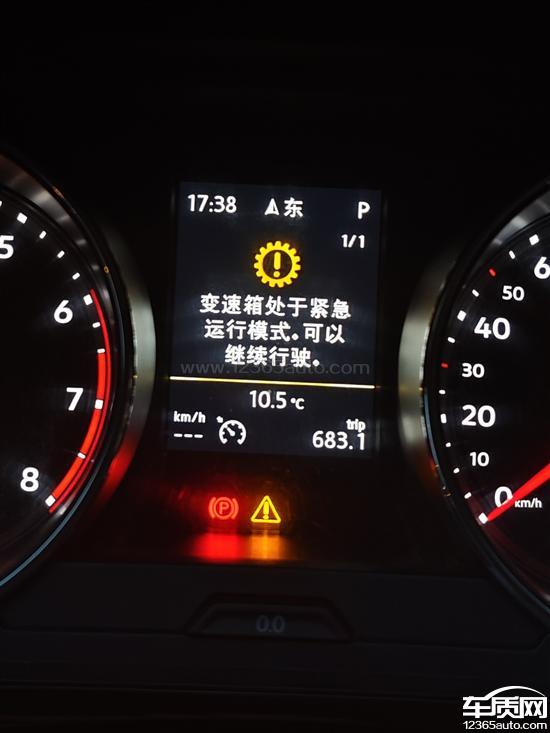 17:38 东 P
1/1
变速箱处于紧急
运行模式。可以
继续行驶。
www.12365auto.com
10.5℃
km/h
---
trip
683.1
5
6
7
8
6
50
40
30
20
10
0 km/h
P
0.0
车质网
12365auto.com